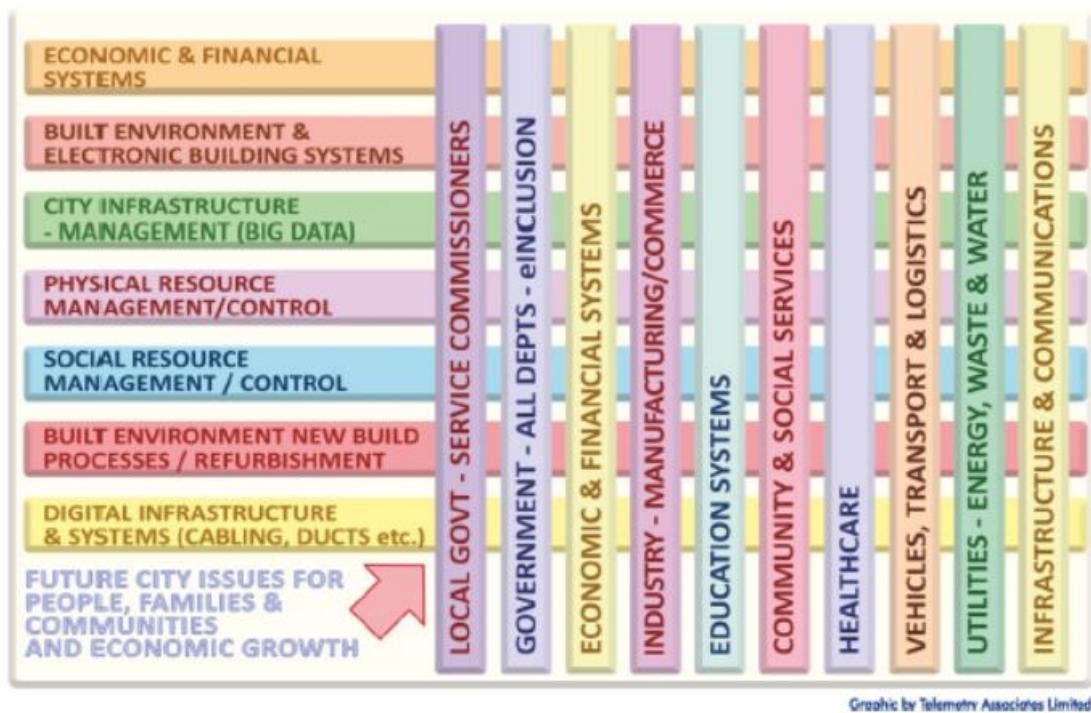 ECONOMIC & FINANCIAL
SYSTEMS
BUILT ENVIRONMENT &
ELECTRONIC BUILDING SYSTEMS
CITY INFRASTRUCTURE
- MANAGEMENT (BIG DATA)
PHYSICAL RESOURCE
MANAGEMENT/CONTROL
SOCIAL RESOURCE
MANAGEMENT / CONTROL
BUILT ENVIRONMENT NEW BUILD
PROCESSES / REFURBISHMENT
DIGITAL INFRASTRUCTURE
& SYSTEMS (CABLING, DUCTS etc.)
FUTURE CITY ISSUES FOR
PEOPLE, FAMILIES &
COMMUNITIES
AND ECONOMIC GROWTH
LOCAL GOVT - SERVICE COMMISSIONERS
GOVERNMENT - ALL DEPTS - eINCLUSION
ECONOMIC & FINANCIAL SYSTEMS
INDUSTRY - MANUFACTURING/COMMERCE
EDUCATION SYSTEMS
COMMUNITY & SOCIAL SERVICES
HEALTHCARE
VEHICLES, TRANSPORT & LOGISTICS
UTILITIES - ENERGY, WASTE & WATER
INFRASTRUCTURE & COMMUNICATIONS
Graphic by Telemetry Associates Limited